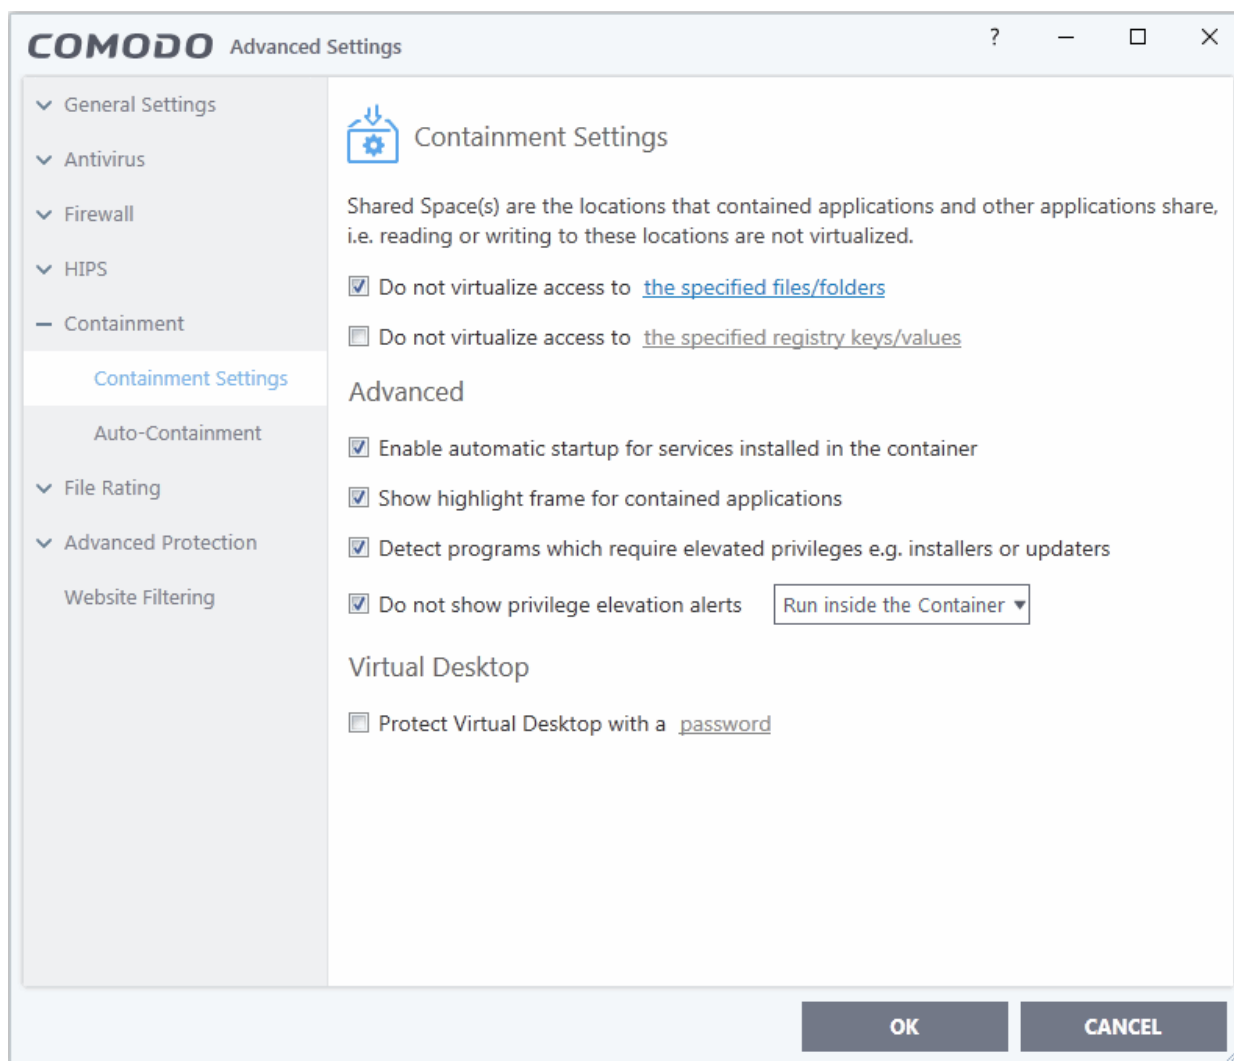 COMODO Advanced Settings ?
General Settings
Antivirus
Firewall
HIPS
Containment
Containment Settings
Auto-Containment
File Rating
Advanced Protection
Website Filtering
Containment Settings
Shared Space(s) are the locations that contained applications and other applications share,
i.e. reading or writing to these locations are not virtualized.
Do not virtualize access to the specified files/folders
Do not virtualize access to the specified registry keys/values
Advanced
Enable automatic startup for services installed in the container
Show highlight frame for contained applications
Detect programs which require elevated privileges e.g. installers or updaters
Do not show privilege elevation alerts Run inside the Container
Virtual Desktop
Protect Virtual Desktop with a password
OK CANCEL